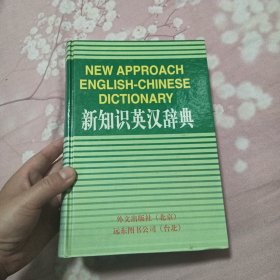 NEW APPROACH
ENGLISH-CHINESE
DICTIONARY
新知识英汉辞典
外文出版社（北京）
远东图书公司（台北）